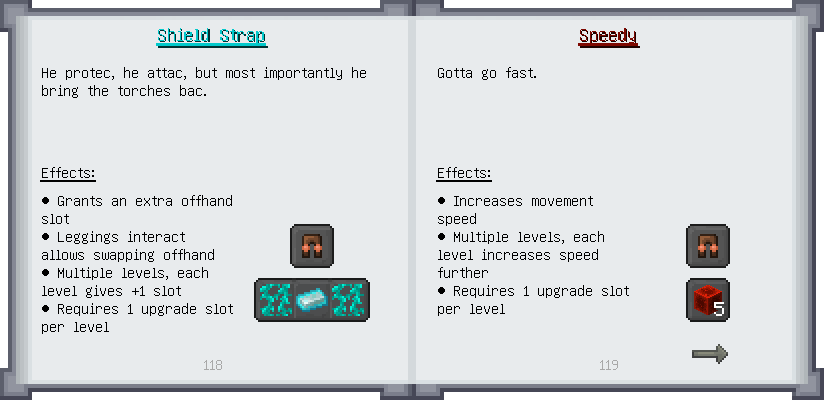 Shield Strap
He protec, he attac, but most importantly he
bring the torches bac.
Effects:
● Grants an extra offhand
slot
● Leggings interact
allows swapping offhand
● Multiple levels, each
level gives +1 slot
● Requires 1 upgrade slot
per level
118
Speedy
Gotta go fast.
Effects:
● Increases movement
speed
● Multiple levels, each
level increases speed
further
● Requires 1 upgrade slot
per level
5
119